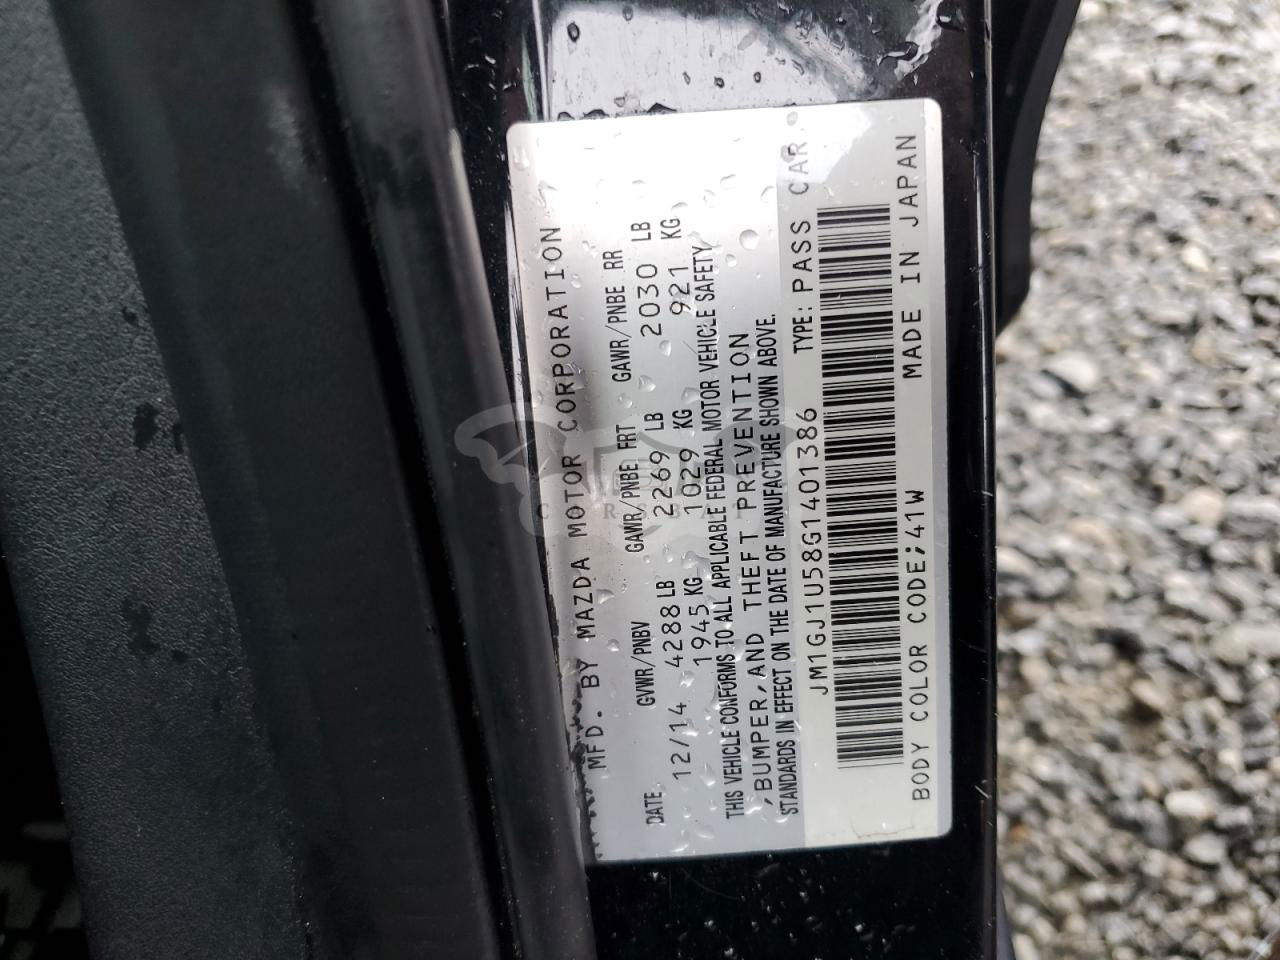 MFD. BY MAZDA MOTOR CORPORATION
DATE GVWR/PNBV GAWR/PNBE FRT GAWR/PNBE RR
12/14 4288 LB 2269 LB 2030 LB
1945 KG 1029 KG 921 KG
THIS VEHICLE CONFORMS TO ALL APPLICABLE FEDERAL MOTOR VEHICLE SAFETY
,BUMPER,AND THEFT PREVENTION
STANDARDS IN EFFECT ON THE DATE OF MANUFACTURE SHOWN ABOVE.
JM1GJ1U58G1401386 TYPE: PASS CAR
BODY COLOR CODE;41W MADE IN JAPAN